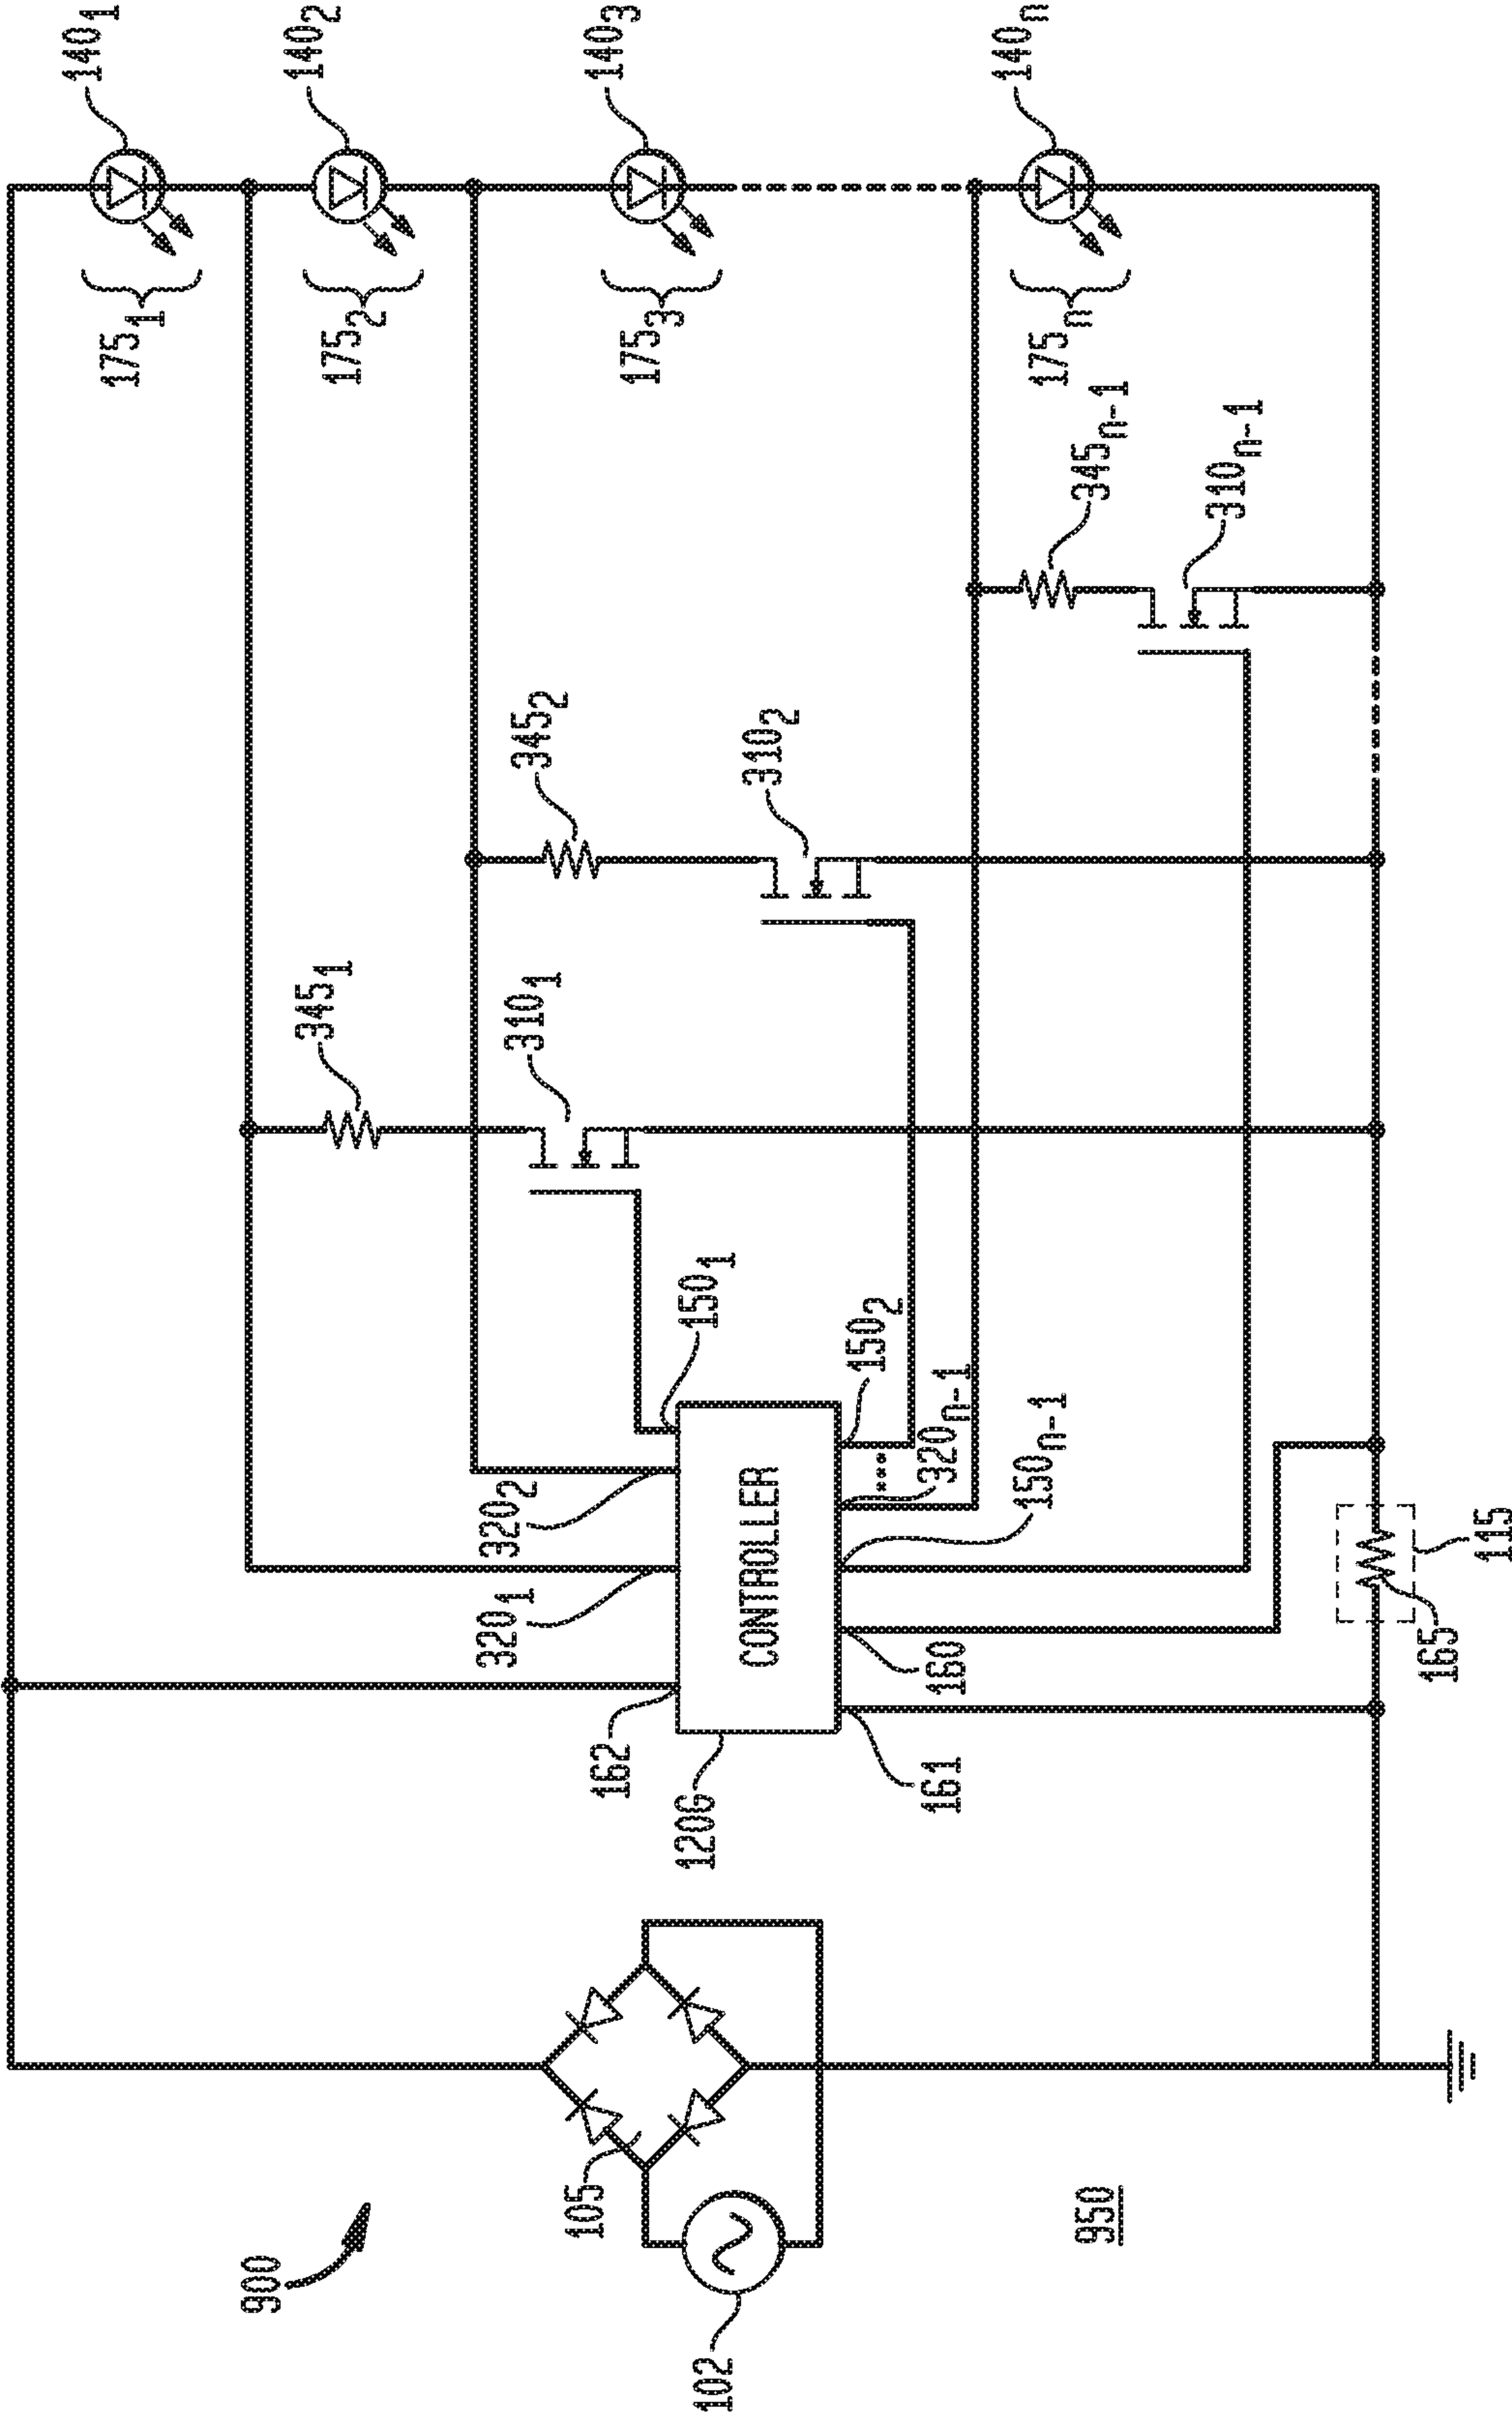 900
102
105
950
162
120G
320₁
320₂
150₁
CONTROLLER
161
160
150ₙ₋₁
320ₙ₋₁
150₂
165
115
345₁
310₁
345₂
310₂
345ₙ₋₁
310ₙ₋₁
175₁
175₂
175₃
175ₙ
140₁
140₂
140₃
140ₙ